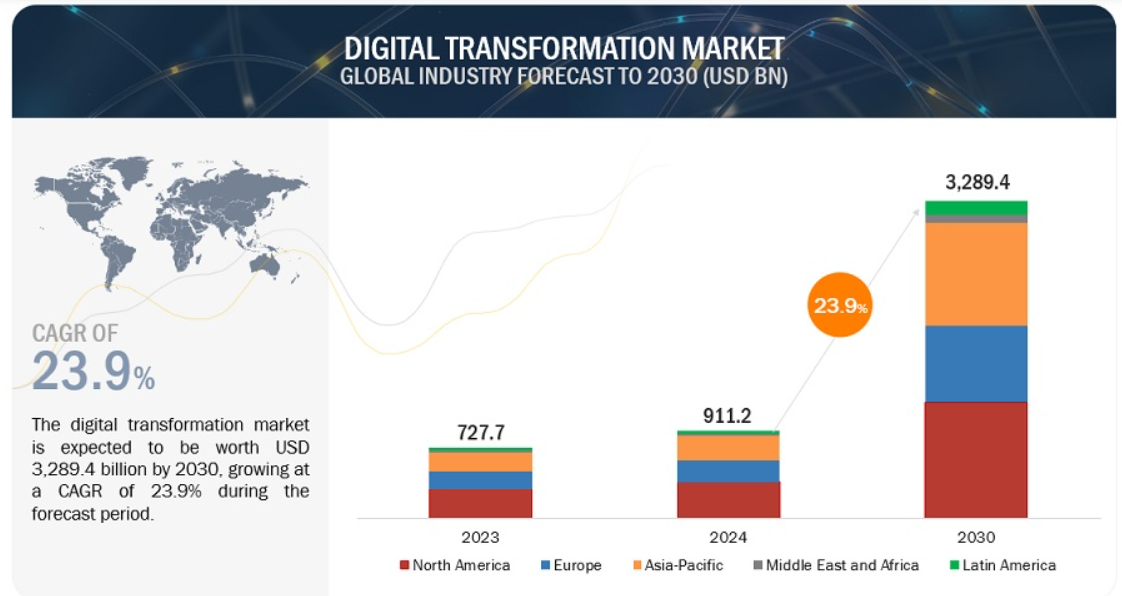 DIGITAL TRANSFORMATION MARKET
GLOBAL INDUSTRY FORECAST TO 2030 (USD BN)
CAGR OF
23.9%
The digital transformation market
is expected to be worth USD
3,289.4 billion by 2030, growing at
a CAGR of 23.9% during the
forecast period.
727.7
911.2
23.9%
3,289.4
2023
2024
2030
North America
Europe
Asia-Pacific
Middle East and Africa
Latin America